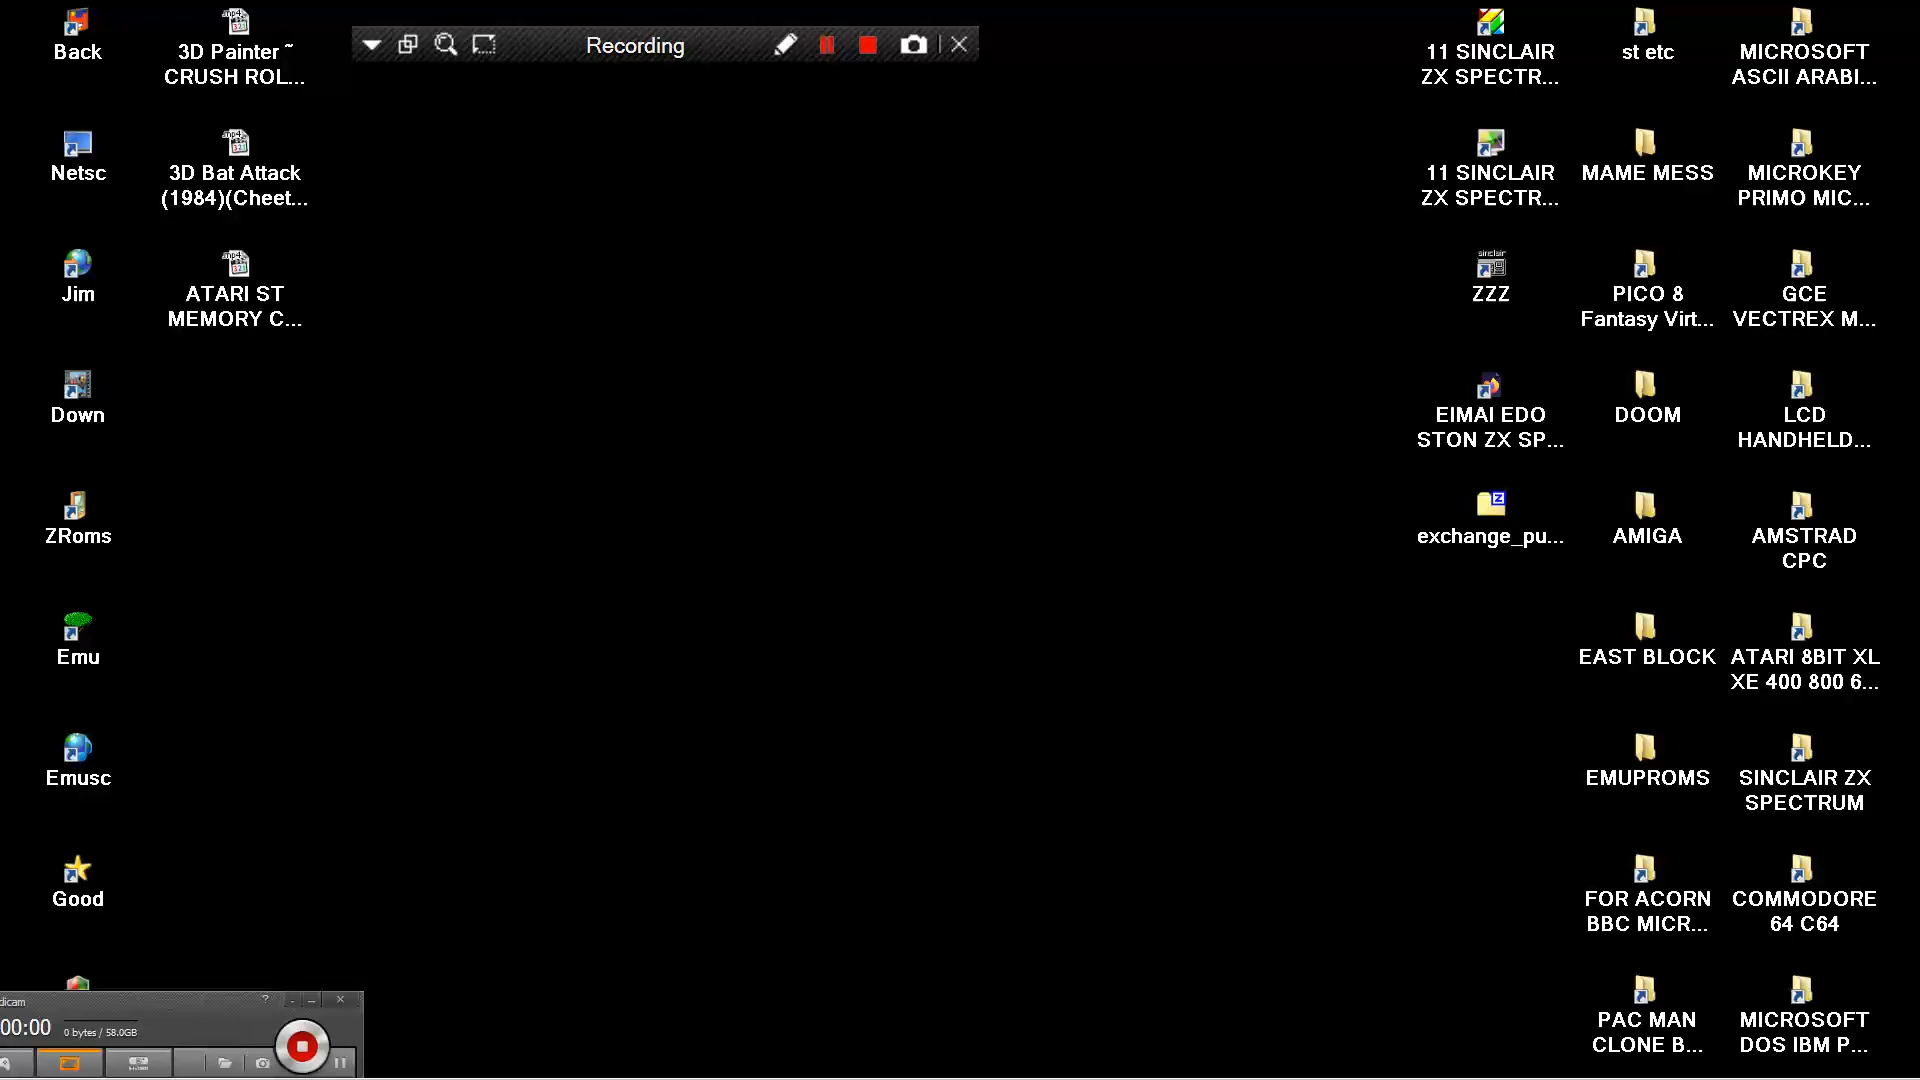 Back
3D Painter ~
CRUSH ROL...
Recording
11 SINCLAIR
ZX SPECTR...
st etc
MICROSOFT
ASCII ARABI...
Netsc
3D Bat Attack
(1984)(Cheet...
11 SINCLAIR
ZX SPECTR...
MAME MESS
MICROKEY
PRIMO MIC...
Jim
ATARI ST
MEMORY C...
sinclair
ZZZ
PICO 8
Fantasy Virt...
GCE
VECTREX M...
Down
EIMAI EDO
STON ZX SP...
DOOM
LCD
HANDHELD...
ZRoms
exchange_pu...
AMIGA
AMSTRAD
CPC
Emu
EAST BLOCK
ATARI 8BIT XL
XE 400 800 6...
Emusc
EMUPROMS
SINCLAIR ZX
SPECTRUM
Good
FOR ACORN
BBC MICR...
COMMODORE
64 C64
PAC MAN
CLONE B...
MICROSOFT
DOS IBM P...
dicam
00:00
0 bytes / 58.0GB